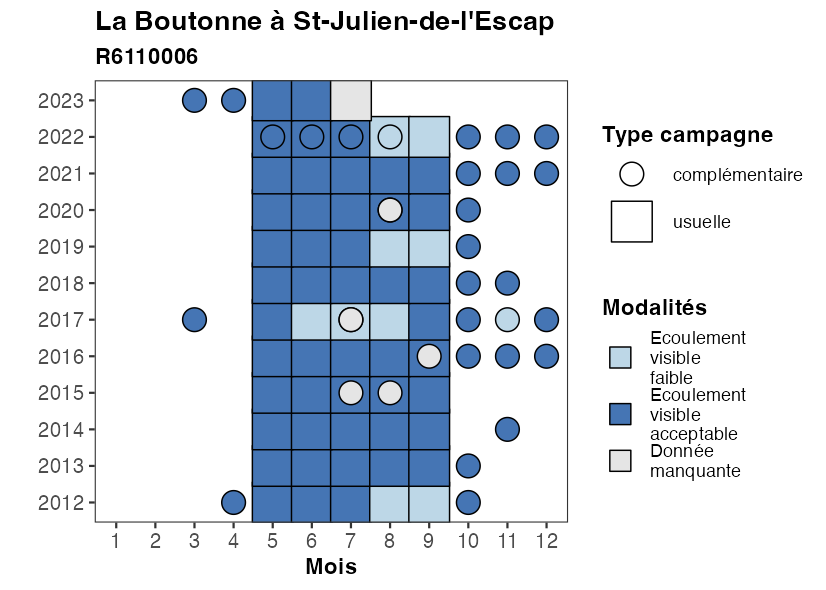 La Boutonne à St-Julien-de-l'Escap
R6110006
2023
2022
2021
2020
2019
2018
2017
2016
2015
2014
2013
2012
1 2 3 4 5 6 7 8 9 10 11 12
Mois
Type campagne
complémentaire
usuelle
Modalités
Ecoulement
visible
faible
Ecoulement
visible
acceptable
Donnée
manquante